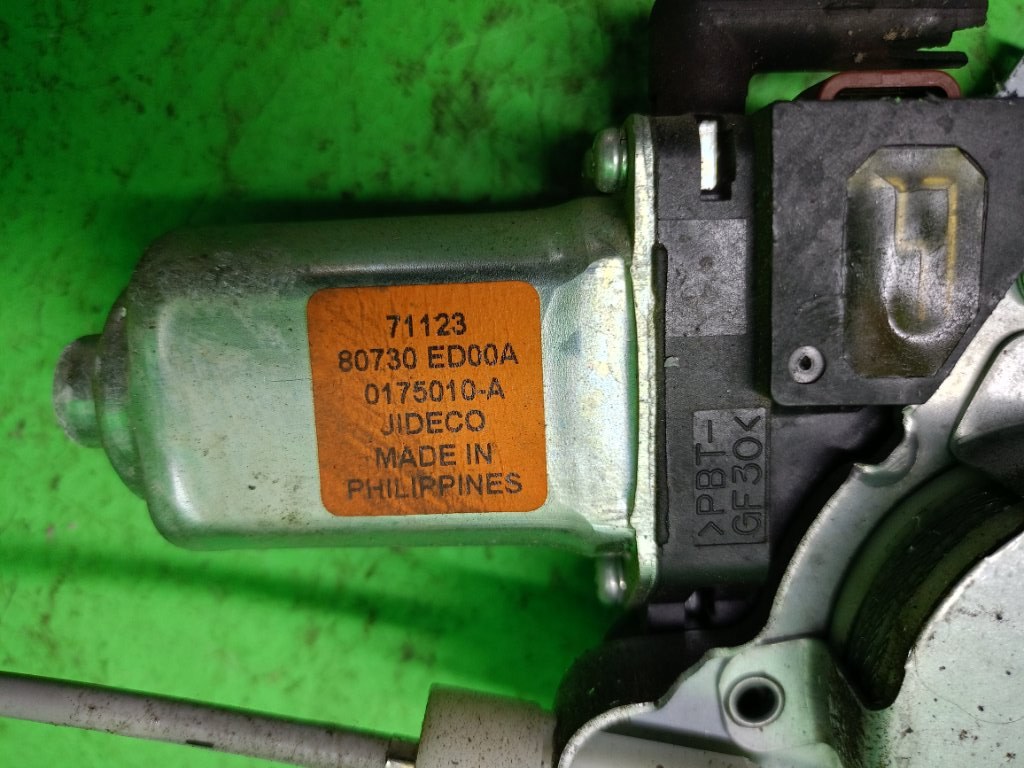 71123
80730 ED00A
0175010-A
JIDECO
MADE IN
PHILIPPINES
>PBT-
GF30<